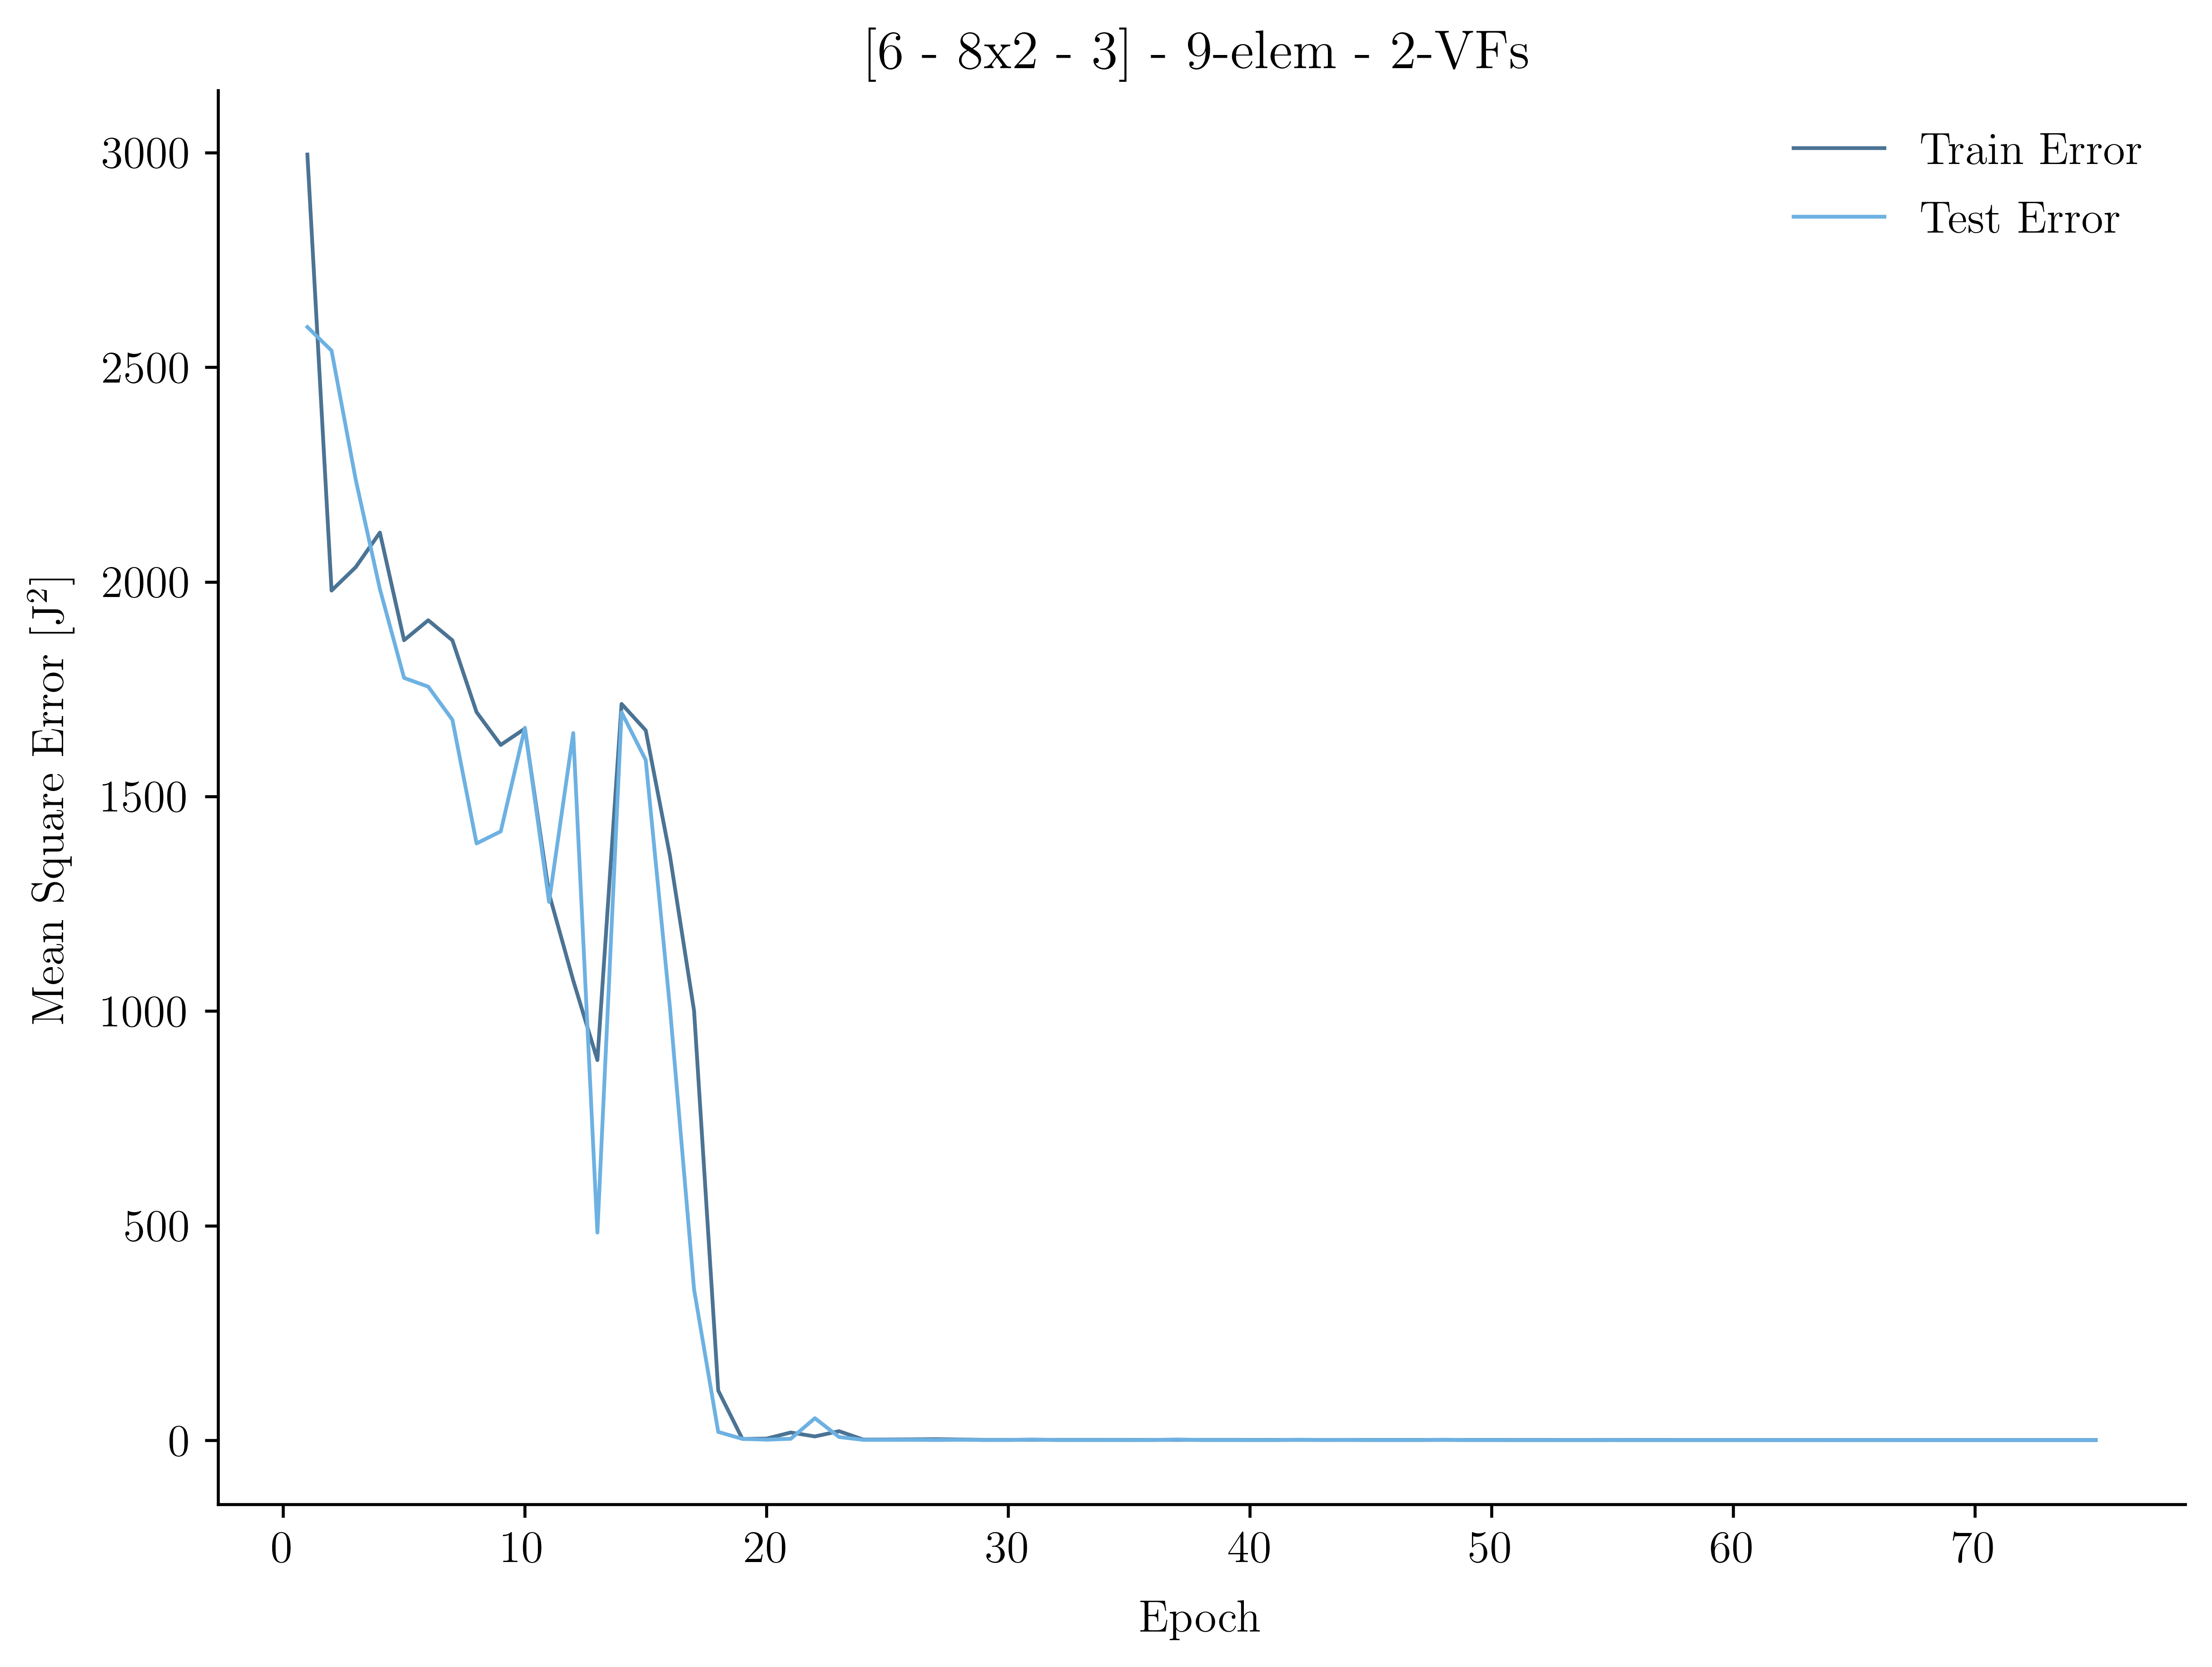 [6 - 8x2 - 3] - 9-elem - 2-VFs
Train Error
Test Error
Mean Square Error [J²]
3000
2500
2000
1500
1000
500
0
0 10 20 30 40 50 60 70
Epoch